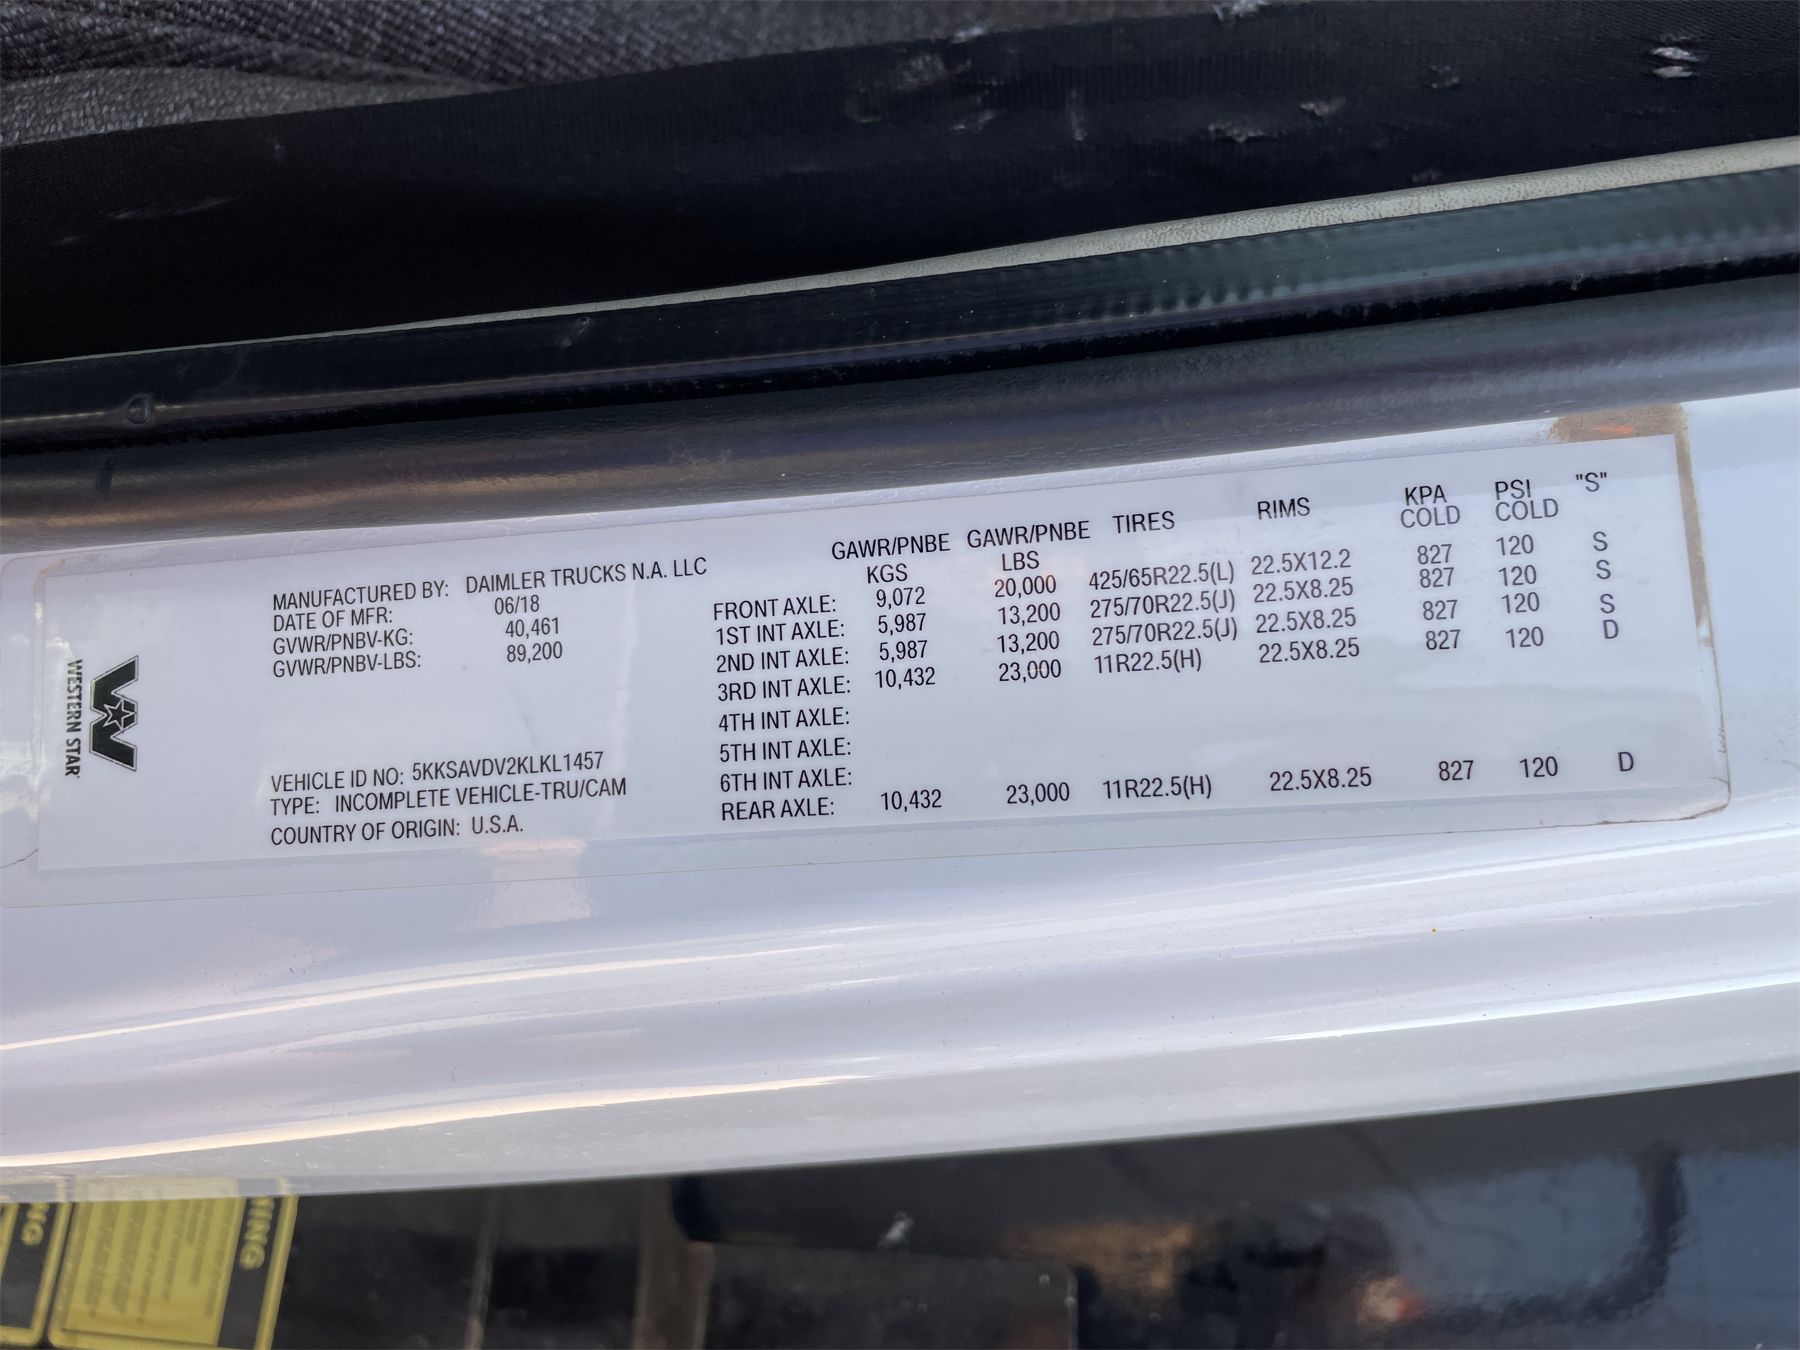 WESTERN STAR
MANUFACTURED BY: DAIMLER TRUCKS N.A. LLC
DATE OF MFR: 06/18
GVWR/PNBV-KG: 40,461
GVWR/PNBV-LBS: 89,200
VEHICLE ID NO: 5KKSAVDV2KLKL1457
TYPE: INCOMPLETE VEHICLE-TRU/CAM
COUNTRY OF ORIGIN: U.S.A.
GAWR/PNBE GAWR/PNBE TIRES RIMS KPA PSI "S"
KGS LBS COLD COLD
FRONT AXLE: 9,072 20,000 425/65R22.5(L) 22.5X12.2 827 120 S
1ST INT AXLE: 5,987 13,200 275/70R22.5(J) 22.5X8.25 827 120 S
2ND INT AXLE: 5,987 13,200 275/70R22.5(J) 22.5X8.25 827 120 S
3RD INT AXLE: 10,432 23,000 11R22.5(H) 22.5X8.25 827 120 D
4TH INT AXLE:
5TH INT AXLE:
6TH INT AXLE:
REAR AXLE: 10,432 23,000 11R22.5(H) 22.5X8.25 827 120 D